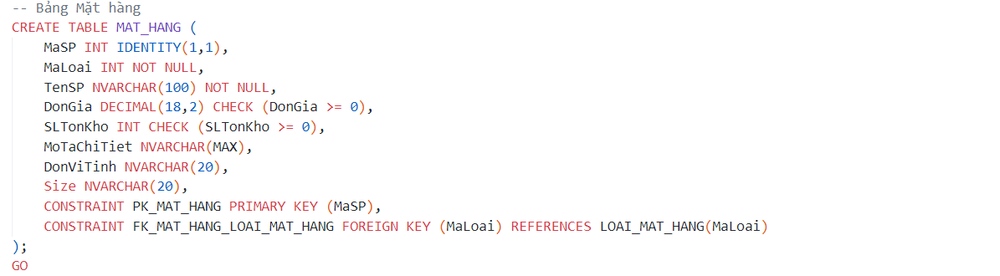 -- Bảng Mặt hàng
CREATE TABLE MAT_HANG (
    MaSP INT IDENTITY(1,1),
    MaLoai INT NOT NULL,
    TenSP NVARCHAR(100) NOT NULL,
    DonGia DECIMAL(18,2) CHECK (DonGia >= 0),
    SLTonKho INT CHECK (SLTonKho >= 0),
    MoTaChiTiet NVARCHAR(MAX),
    DonViTinh NVARCHAR(20),
    Size NVARCHAR(20),
    CONSTRAINT PK_MAT_HANG PRIMARY KEY (MaSP),
    CONSTRAINT FK_MAT_HANG_LOAI_MAT_HANG FOREIGN KEY (MaLoai) REFERENCES LOAI_MAT_HANG(MaLoai)
);
GO